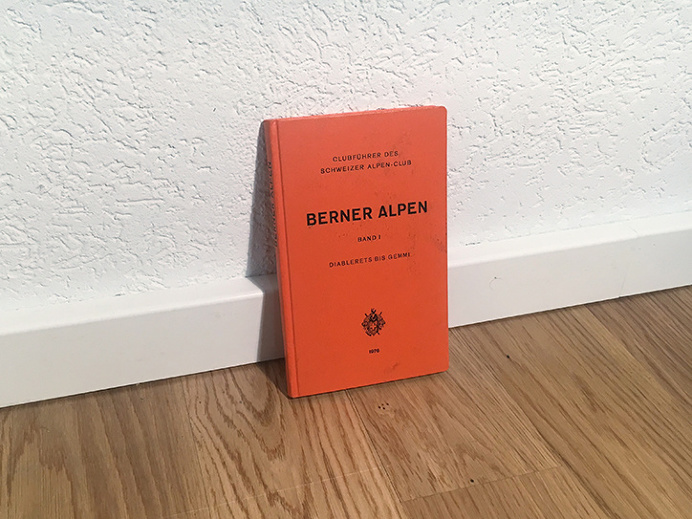 CLUBFÜHRER DES
SCHWEIZER ALPEN-CLUB
BERNER ALPEN
BAND I
DIABLERETS BIS GEMMI
1976